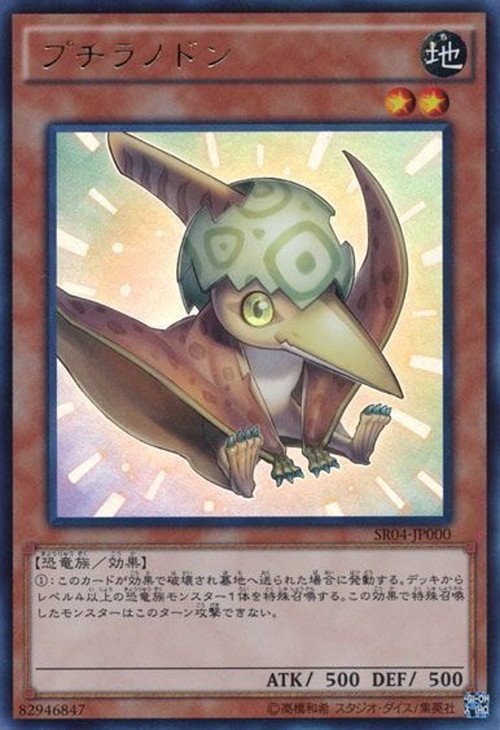 プチラノドン
地
SR04-JP000
【恐竜族／効果】
①：このカードが効果で破壊され墓地へ送られた場合に発動する。デッキから
レベル４以上の恐竜族モンスター１体を特殊召喚する。この効果で特殊召喚
したモンスターはこのターン攻撃できない。
ATK/ 500 DEF/ 500
82946847
©高橋和希 スタジオ・ダイス/集英社